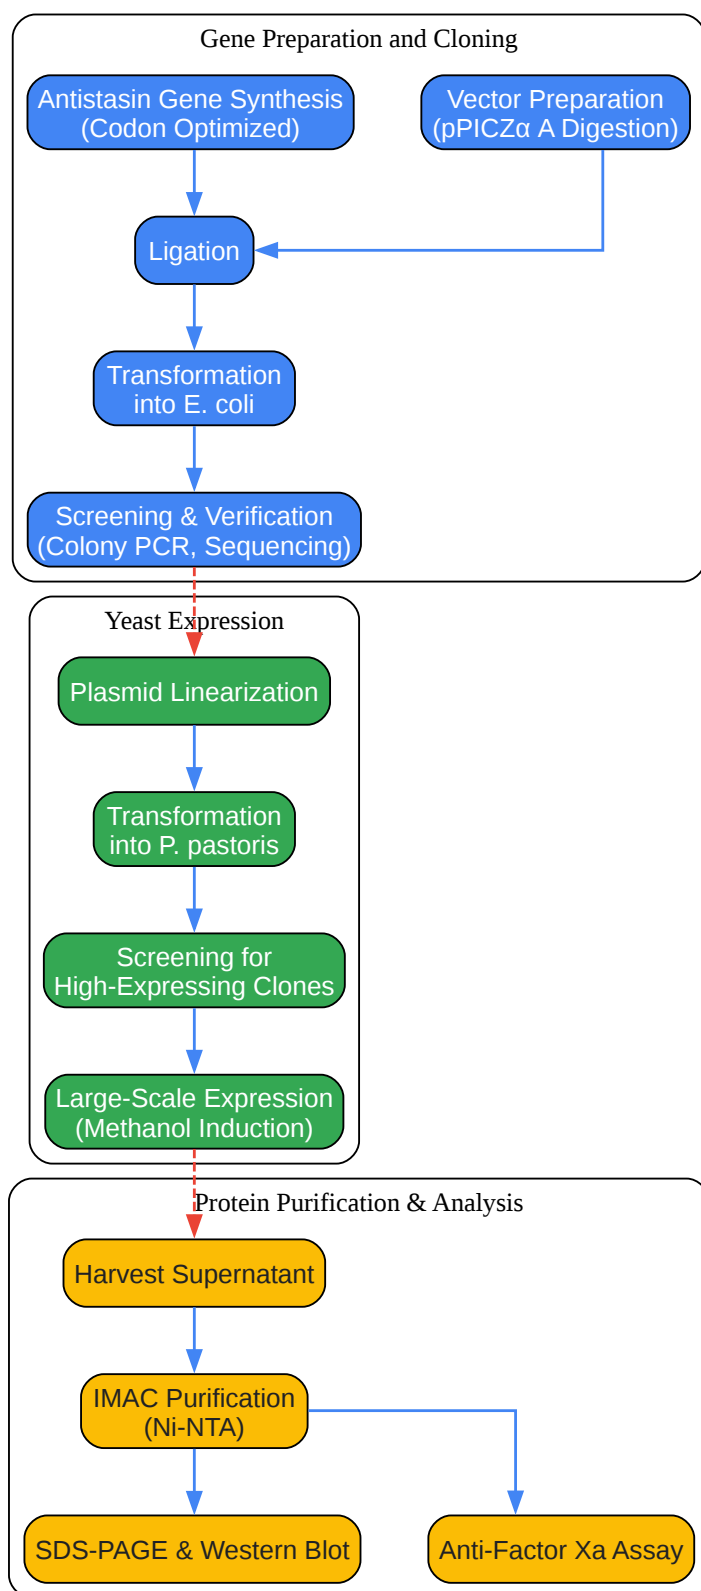 Gene Preparation and Cloning
Antistasin Gene Synthesis
(Codon Optimized)
Vector Preparation
(pPICZα A Digestion)
Ligation
Transformation
into E. coli
Screening & Verification
(Colony PCR, Sequencing)
Yeast Expression
Plasmid Linearization
Transformation
into P. pastoris
Screening for
High-Expressing Clones
Large-Scale Expression
(Methanol Induction)
Protein Purification & Analysis
Harvest Supernatant
IMAC Purification
(Ni-NTA)
SDS-PAGE & Western Blot
Anti-Factor Xa Assay